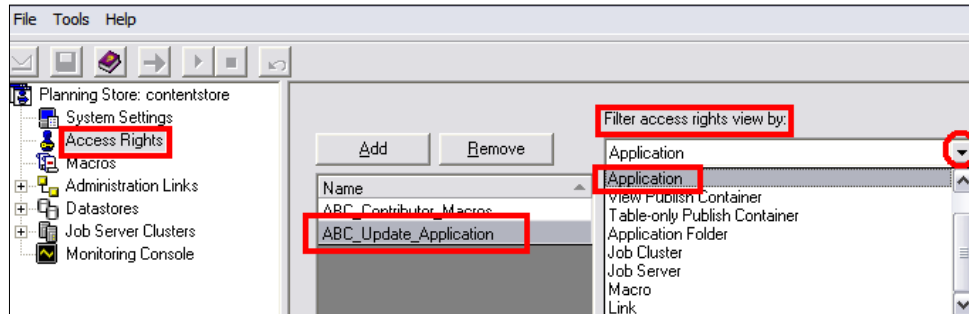 File Tools Help
Planning Store: contentstore
System Settings
Access Rights
Macros
Administration Links
Datastores
Job Server Clusters
Monitoring Console
Add Remove
Name
ABC_Contributor_Macros
ABC_Update_Application
Filter access rights view by:
Application
Application
View Publish Container
Table-only Publish Container
Application Folder
Job Cluster
Job Server
Macro
Link